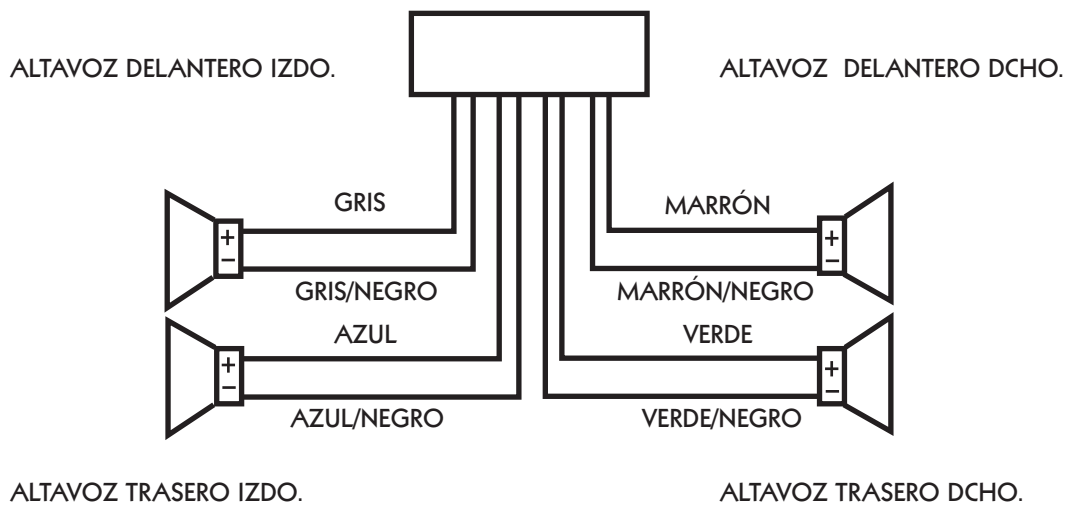 ALTAVOZ DELANTERO IZDO.
ALTAVOZ DELANTERO DCHO.
GRIS
MARRÓN
+
+
–
–
GRIS/NEGRO
MARRÓN/NEGRO
AZUL
VERDE
+
+
–
–
AZUL/NEGRO
VERDE/NEGRO
ALTAVOZ TRASERO IZDO.
ALTAVOZ TRASERO DCHO.